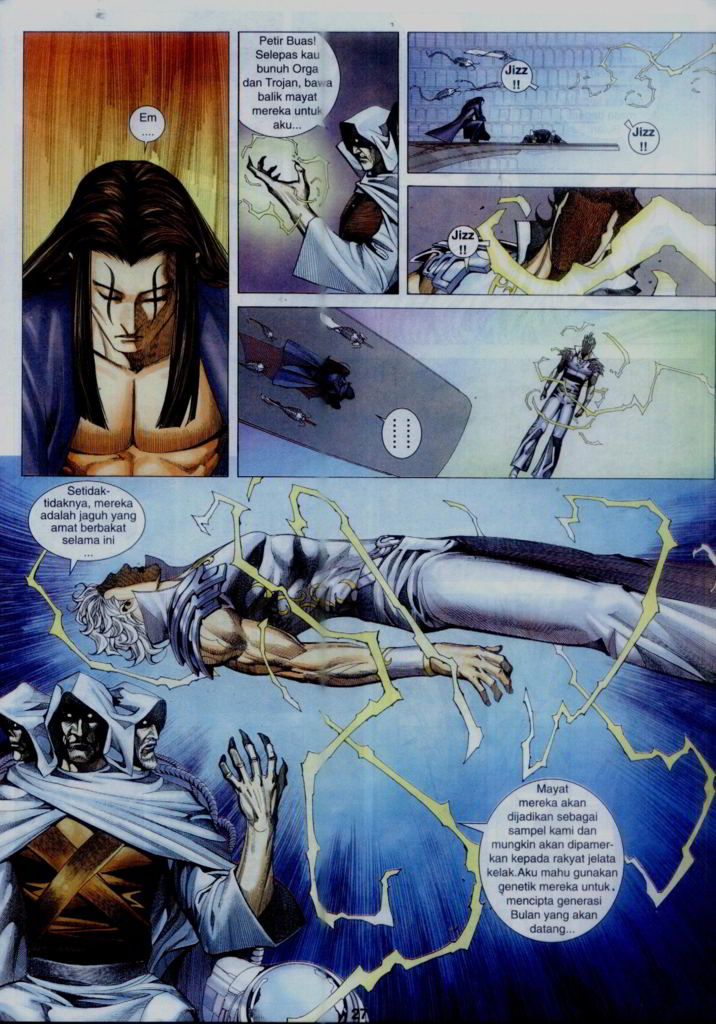 Em
....
Petir Buas!
Selepas kau
bunuh Orga
dan Trojan, bawa
balik mayat
mereka untuk
aku...
Jizz
!!
Jizz
!!
Jizz
!!
Setidak-
tidaknya, mereka
adalah jaguh yang
amat berbakat
selama ini
...
Mayat
mereka akan
dijadikan sebagai
sampel kami dan
mungkin akan dipamer-
kan kepada rakyat jelata
kelak.Aku mahu gunakan
genetik mereka untuk.
mencipta generasi
Bulan yang akan
datang...
27